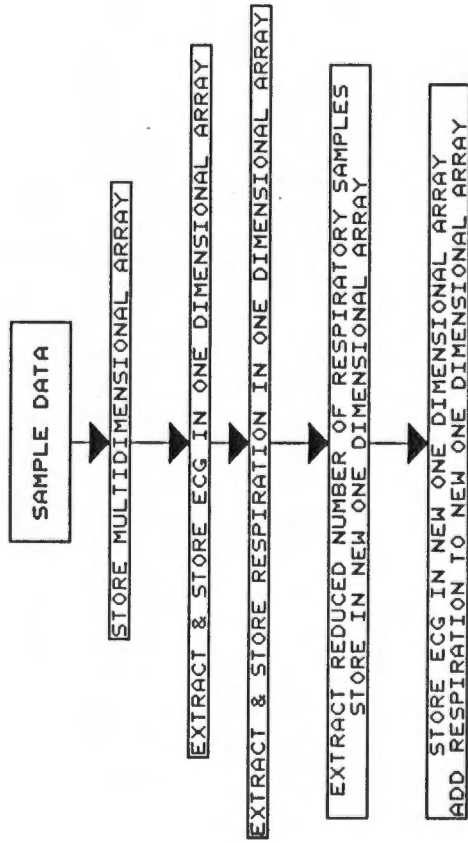 SAMPLE DATA
STORE MULTIDIMENSIONAL ARRAY
EXTRACT & STORE ECG IN ONE DIMENSIONAL ARRAY
EXTRACT & STORE RESPIRATION IN ONE DIMENSIONAL ARRAY
EXTRACT REDUCED NUMBER OF RESPIRATORY SAMPLES
STORE IN NEW ONE DIMENSIONAL ARRAY
STORE ECG IN NEW ONE DIMENSIONAL ARRAY
ADD RESPIRATION TO NEW ONE DIMENSIONAL ARRAY